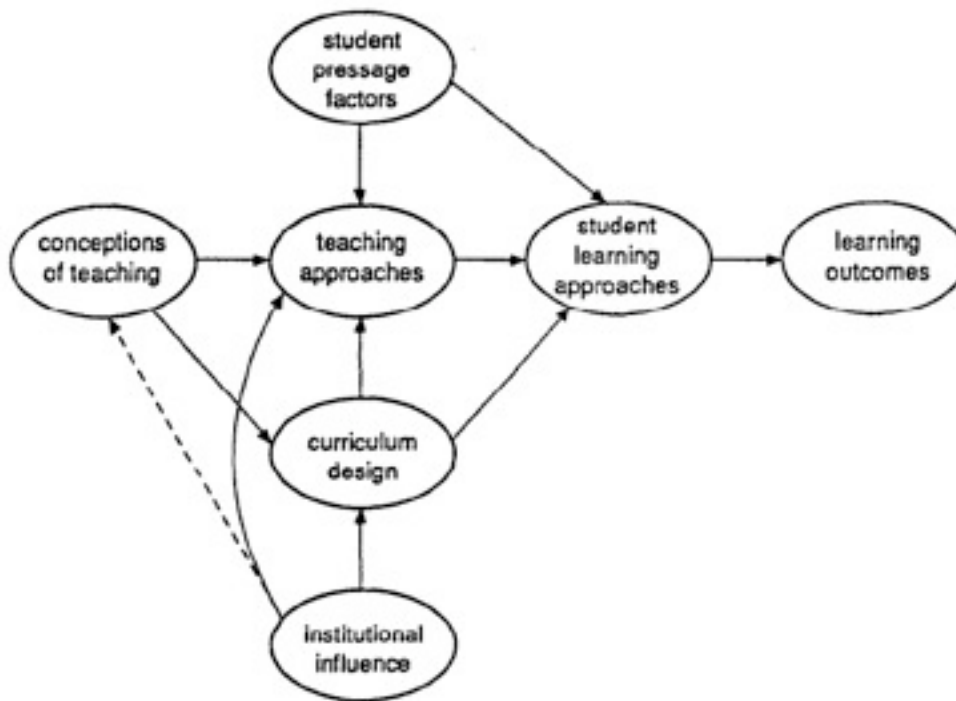 student
pressage
factors
conceptions
of teaching
teaching
approaches
student
learning
approaches
learning
outcomes
curriculum
design
institutional
influence